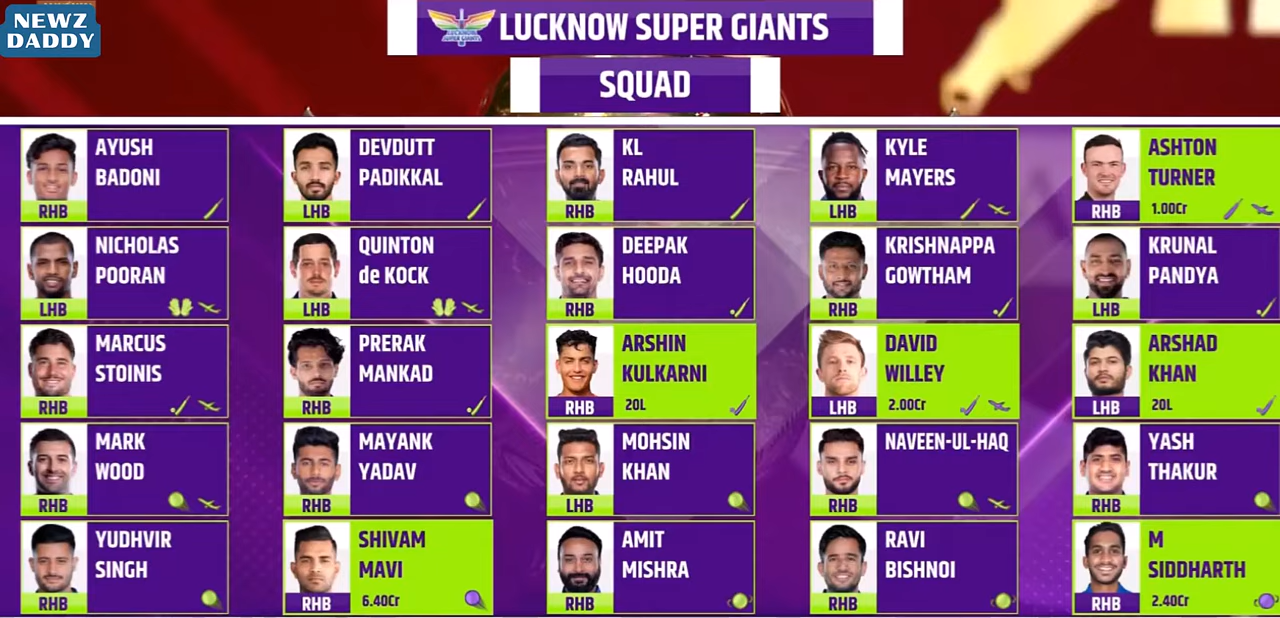 NEWZ
DADDY
LUCKNOW SUPER GIANTS
LUCKNOW SUPER GIANTS
SQUAD
AYUSH
BADONI
RHB
DEVDUTT
PADIKKAL
LHB
KL
RAHUL
RHB
KYLE
MAYERS
LHB
ASHTON
TURNER
RHB
1.00Cr
NICHOLAS
POORAN
LHB
QUINTON
de KOCK
LHB
DEEPAK
HOODA
RHB
KRISHNAPPA
GOWTHAM
RHB
KRUNAL
PANDYA
LHB
MARCUS
STOINIS
RHB
PRERAK
MANKAD
RHB
ARSHIN
KULKARNI
RHB
20L
DAVID
WILLEY
LHB
2.00Cr
ARSHAD
KHAN
LHB
20L
MARK
WOOD
RHB
MAYANK
YADAV
RHB
MOHSIN
KHAN
LHB
NAVEEN-UL-HAQ
RHB
YASH
THAKUR
RHB
YUDHVIR
SINGH
RHB
SHIVAM
MAVI
RHB
6.40Cr
AMIT
MISHRA
RHB
RAVI
BISHNOI
RHB
M
SIDDHARTH
RHB
2.40Cr